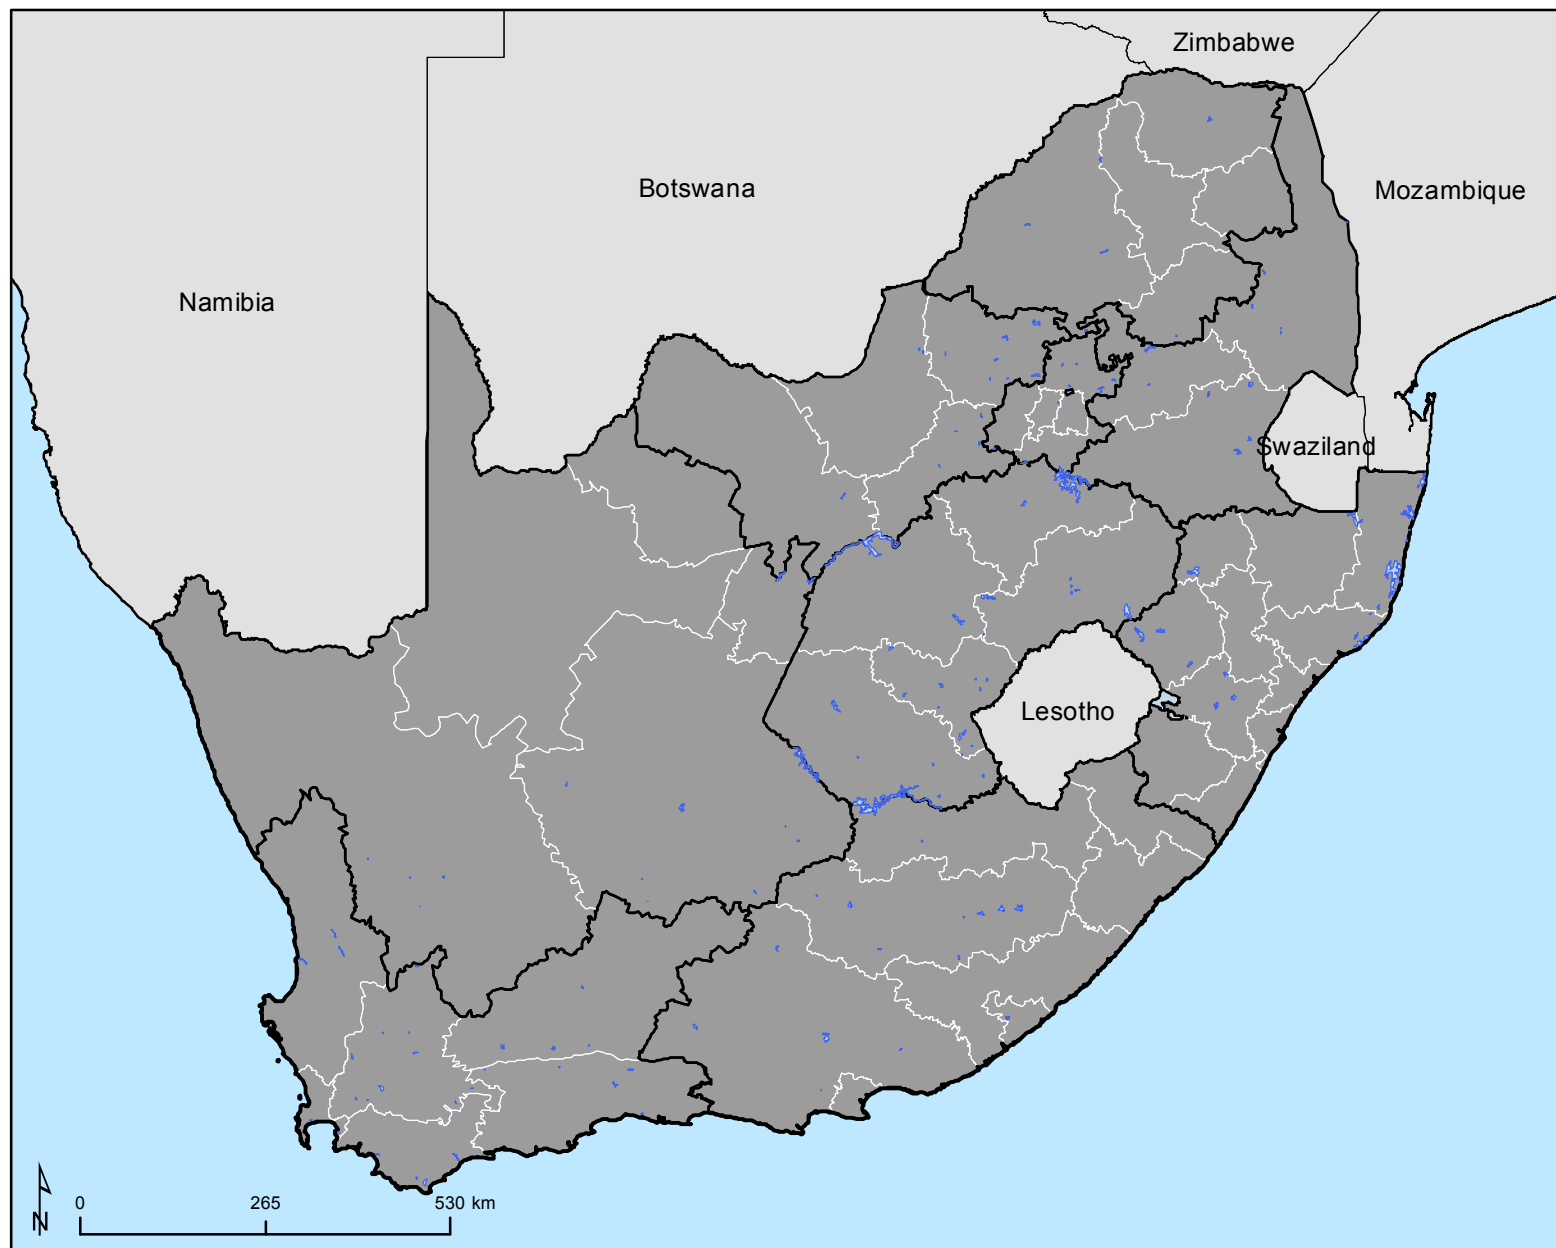 Zimbabwe
Botswana
Mozambique
Namibia
Swaziland
Lesotho
N
0 265 530 km